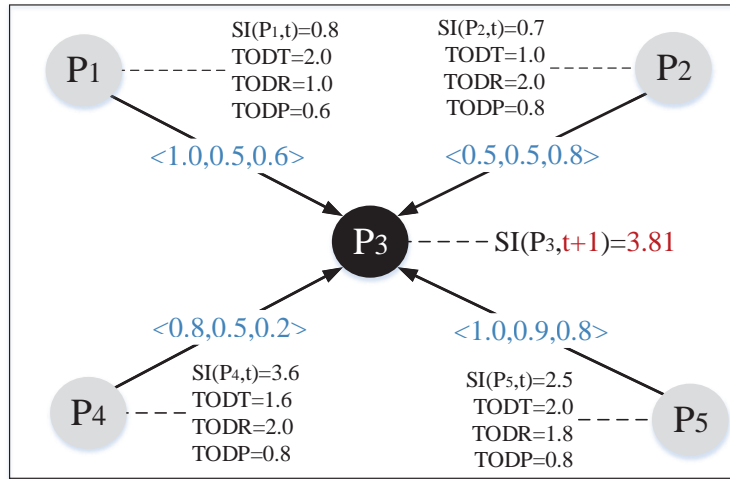 P1
SI(P1,t)=0.8
TODT=2.0
TODR=1.0
TODP=0.6
SI(P2,t)=0.7
TODT=1.0
TODR=2.0
TODP=0.8
P2
<1.0,0.5,0.6>
<0.5,0.5,0.8>
P3
SI(P3,t+1)=3.81
<0.8,0.5,0.2>
<1.0,0.9,0.8>
P4
SI(P4,t)=3.6
TODT=1.6
TODR=2.0
TODP=0.8
SI(P5,t)=2.5
TODT=2.0
TODR=1.8
TODP=0.8
P5